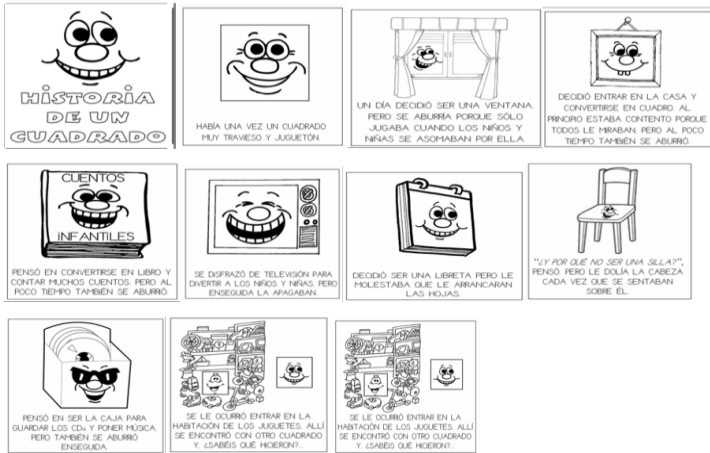 HISTORIA
DE UN
CUADRADO
HABÍA UNA VEZ UN CUADRADO
MUY TRAVIESO Y JUGUETÓN.
UN DÍA DECIDIÓ SER UNA VENTANA,
PERO SE ABURRÍA PORQUE SÓLO
JUGABA CUANDO LOS NIÑOS Y
NIÑAS SE ASOMABAN POR ELLA.
DECIDIÓ ENTRAR EN LA CASA Y
CONVERTIRSE EN CUADRO. AL
PRINCIPIO ESTABA CONTENTO PORQUE
TODOS LE MIRABAN. PERO AL POCO
TIEMPO TAMBIÉN SE ABURRIÓ.
CUENTOS
INFANTILES
PENSÓ EN CONVERTIRSE EN LIBRO Y
CONTAR MUCHOS CUENTOS. PERO AL
POCO TIEMPO TAMBIÉN SE ABURRIÓ.
SE DISFRAZÓ DE TELEVISIÓN PARA
DIVERTIR A LOS NIÑOS Y NIÑAS, PERO
ENSEGUIDA LA APAGABAN.
DECIDIÓ SER UNA LIBRETA PERO LE
MOLESTABA QUE LE ARRANCARAN
LAS HOJAS.
"¿Y POR QUÉ NO SER UNA SILLA?",
PENSÓ. PERO LE DOLÍA LA CABEZA
CADA VEZ QUE SE SENTABAN
SOBRE ÉL.
PENSÓ EN SER LA CAJA PARA
GUARDAR LOS CDs Y PONER MÚSICA,
PERO TAMBIÉN SE ABURRIÓ
ENSEGUIDA.
SE LE OCURRIÓ ENTRAR EN LA
HABITACIÓN DE LOS JUGUETES. ALLÍ
SE ENCONTRÓ CON OTRO CUADRADO
Y, ¿SABÉIS QUÉ HICIERON?...
SE LE OCURRIÓ ENTRAR EN LA
HABITACIÓN DE LOS JUGUETES. ALLÍ
SE ENCONTRÓ CON OTRO CUADRADO
Y, ¿SABÉIS QUÉ HICIERON?...